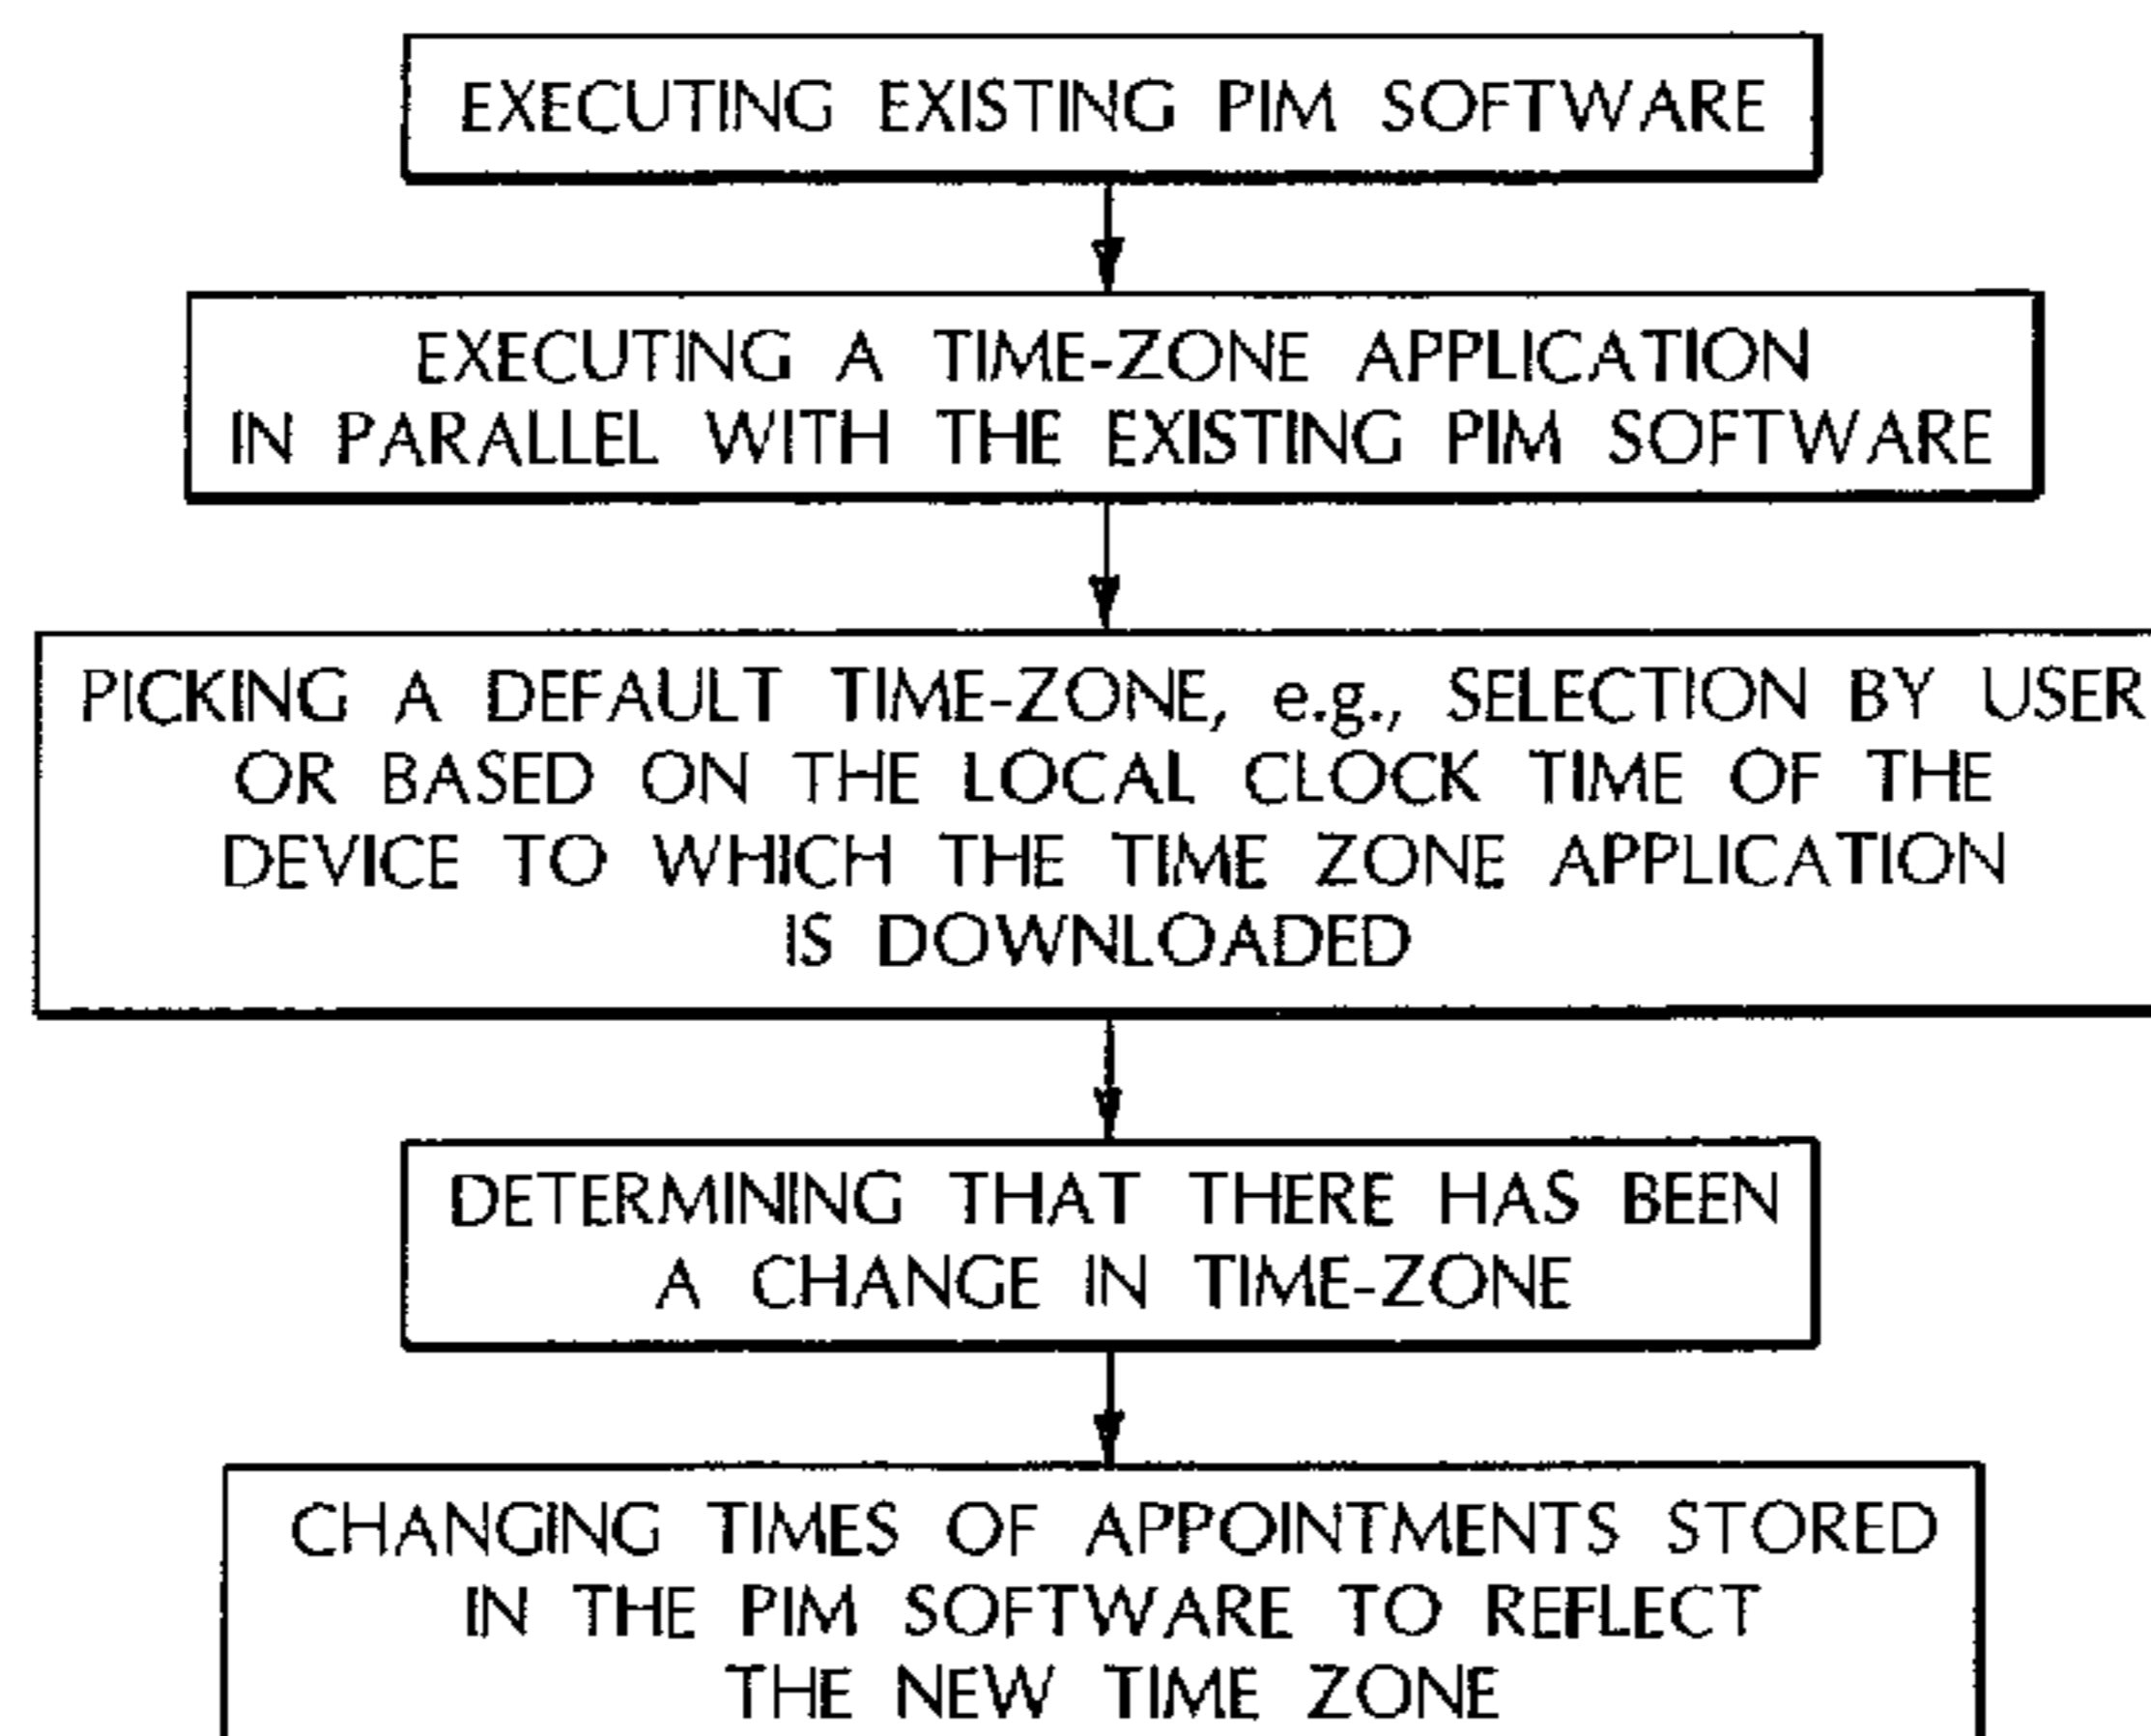 EXECUTING EXISTING PIM SOFTWARE
EXECUTING A TIME-ZONE APPLICATION
IN PARALLEL WITH THE EXISTING PIM SOFTWARE
PICKING A DEFAULT TIME-ZONE, e.g., SELECTION BY USER
OR BASED ON THE LOCAL CLOCK TIME OF THE
DEVICE TO WHICH THE TIME ZONE APPLICATION
IS DOWNLOADED
DETERMINING THAT THERE HAS BEEN
A CHANGE IN TIME-ZONE
CHANGING TIMES OF APPOINTMENTS STORED
IN THE PIM SOFTWARE TO REFLECT
THE NEW TIME ZONE